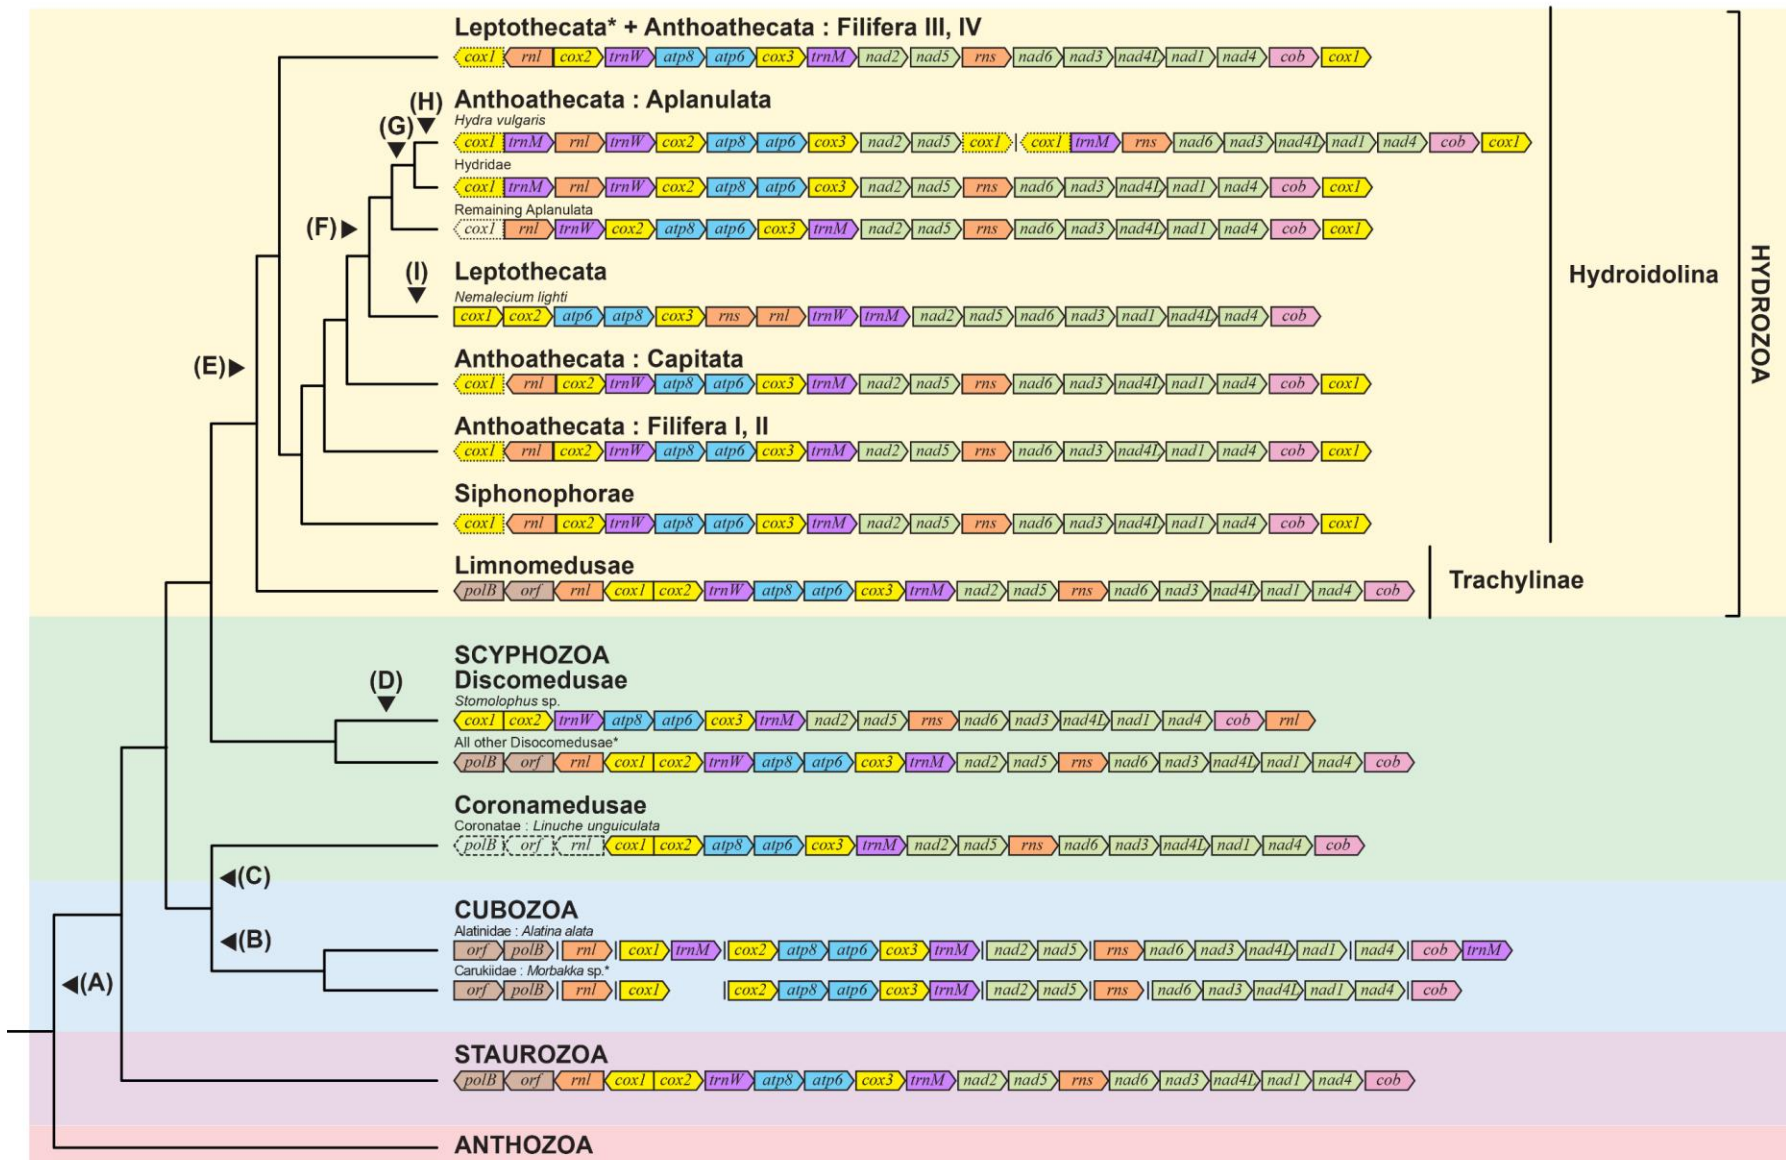 Leptothecata* + Anthoathecata : Filifera III, IV
cox1 rnl cox2 trnW atp8 atp6 cox3 trnM nad2 nad5 rns nad6 nad3 nad4L nad1 nad4 cob cox1
(H) Anthoathecata : Aplanulata
(G) Hydra vulgaris
cox1 trnM rnl trnW cox2 atp8 atp6 cox3 nad2 nad5 cox1 | cox1 trnM rns nad6 nad3 nad4L nad1 nad4 cob cox1
Hydridae
cox1 trnM rnl trnW cox2 atp8 atp6 cox3 nad2 nad5 rns nad6 nad3 nad4L nad1 nad4 cob cox1
Remaining Aplanulata
(F) cox1 rnl trnW cox2 atp8 atp6 cox3 trnM nad2 nad5 rns nad6 nad3 nad4L nad1 nad4 cob cox1
(I) Leptothecata
Hydroidolina
HYDROZOA
Nemalecium lighti
cox1 cox2 atp6 atp8 cox3 rns rnl trnW trnM nad2 nad5 nad6 nad3 nad1 nad4L nad4 cob
Anthoathecata : Capitata
(E)
cox1 rnl cox2 trnW atp8 atp6 cox3 trnM nad2 nad5 rns nad6 nad3 nad4L nad1 nad4 cob cox1
Anthoathecata : Filifera I, II
cox1 rnl cox2 trnW atp8 atp6 cox3 trnM nad2 nad5 rns nad6 nad3 nad4L nad1 nad4 cob cox1
Siphonophorae
cox1 rnl cox2 trnW atp8 atp6 cox3 trnM nad2 nad5 rns nad6 nad3 nad4L nad1 nad4 cob cox1
Limnomedusae
Trachylinae
polB orf rnl cox1 cox2 trnW atp8 atp6 cox3 trnM nad2 nad5 rns nad6 nad3 nad4L nad1 nad4 cob
SCYPHOZOA
(D) Discomedusae
Stomolophus sp.
cox1 cox2 trnW atp8 atp6 cox3 trnM nad2 nad5 rns nad6 nad3 nad4L nad1 nad4 cob rnl
All other Disocomedusae*
polB orf rnl cox1 cox2 trnW atp8 atp6 cox3 trnM nad2 nad5 rns nad6 nad3 nad4L nad1 nad4 cob
Coronamedusae
Coronatae : Linuche unguiculata
polB orf rnl cox1 cox2 atp8 atp6 cox3 trnM nad2 nad5 rns nad6 nad3 nad4L nad1 nad4 cob
(C)
CUBOZOA
Alatinidae : Alatina alata
(B)
orf polB | rnl | cox1 trnM | cox2 atp8 atp6 cox3 trnM | nad2 nad5 | rns nad6 nad3 nad4L nad1 | nad4 | cob trnM
Carukiidae : Morbakka sp.*
(A)
orf polB | rnl | cox1 | cox2 atp8 atp6 cox3 trnM | nad2 nad5 | rns | nad6 nad3 nad4L nad1 nad4 | cob
STAUROZOA
polB orf rnl cox1 cox2 trnW atp8 atp6 cox3 trnM nad2 nad5 rns nad6 nad3 nad4L nad1 nad4 cob
ANTHOZOA